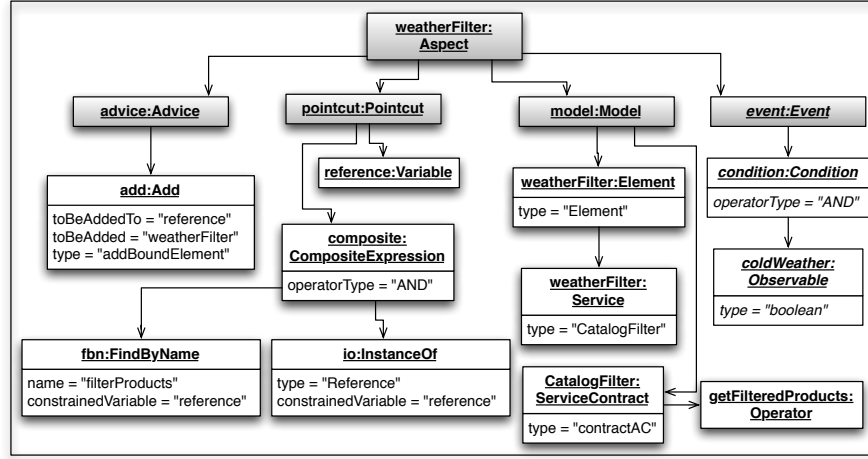 weatherFilter:
Aspect
advice:Advice
pointcut:Pointcut
model:Model
event:Event
add:Add
toBeAddedTo = "reference"
toBeAdded = "weatherFilter"
type = "addBoundElement"
reference:Variable
composite:
CompositeExpression
operatorType = "AND"
weatherFilter:Element
type = "Element"
condition:Condition
operatorType = "AND"
weatherFilter:
Service
type = "CatalogFilter"
coldWeather:
Observable
type = "boolean"
fbn:FindByName
name = "filterProducts"
constrainedVariable = "reference"
io:InstanceOf
type = "Reference"
constrainedVariable = "reference"
CatalogFilter:
ServiceContract
type = "contractAC"
getFilteredProducts:
Operator